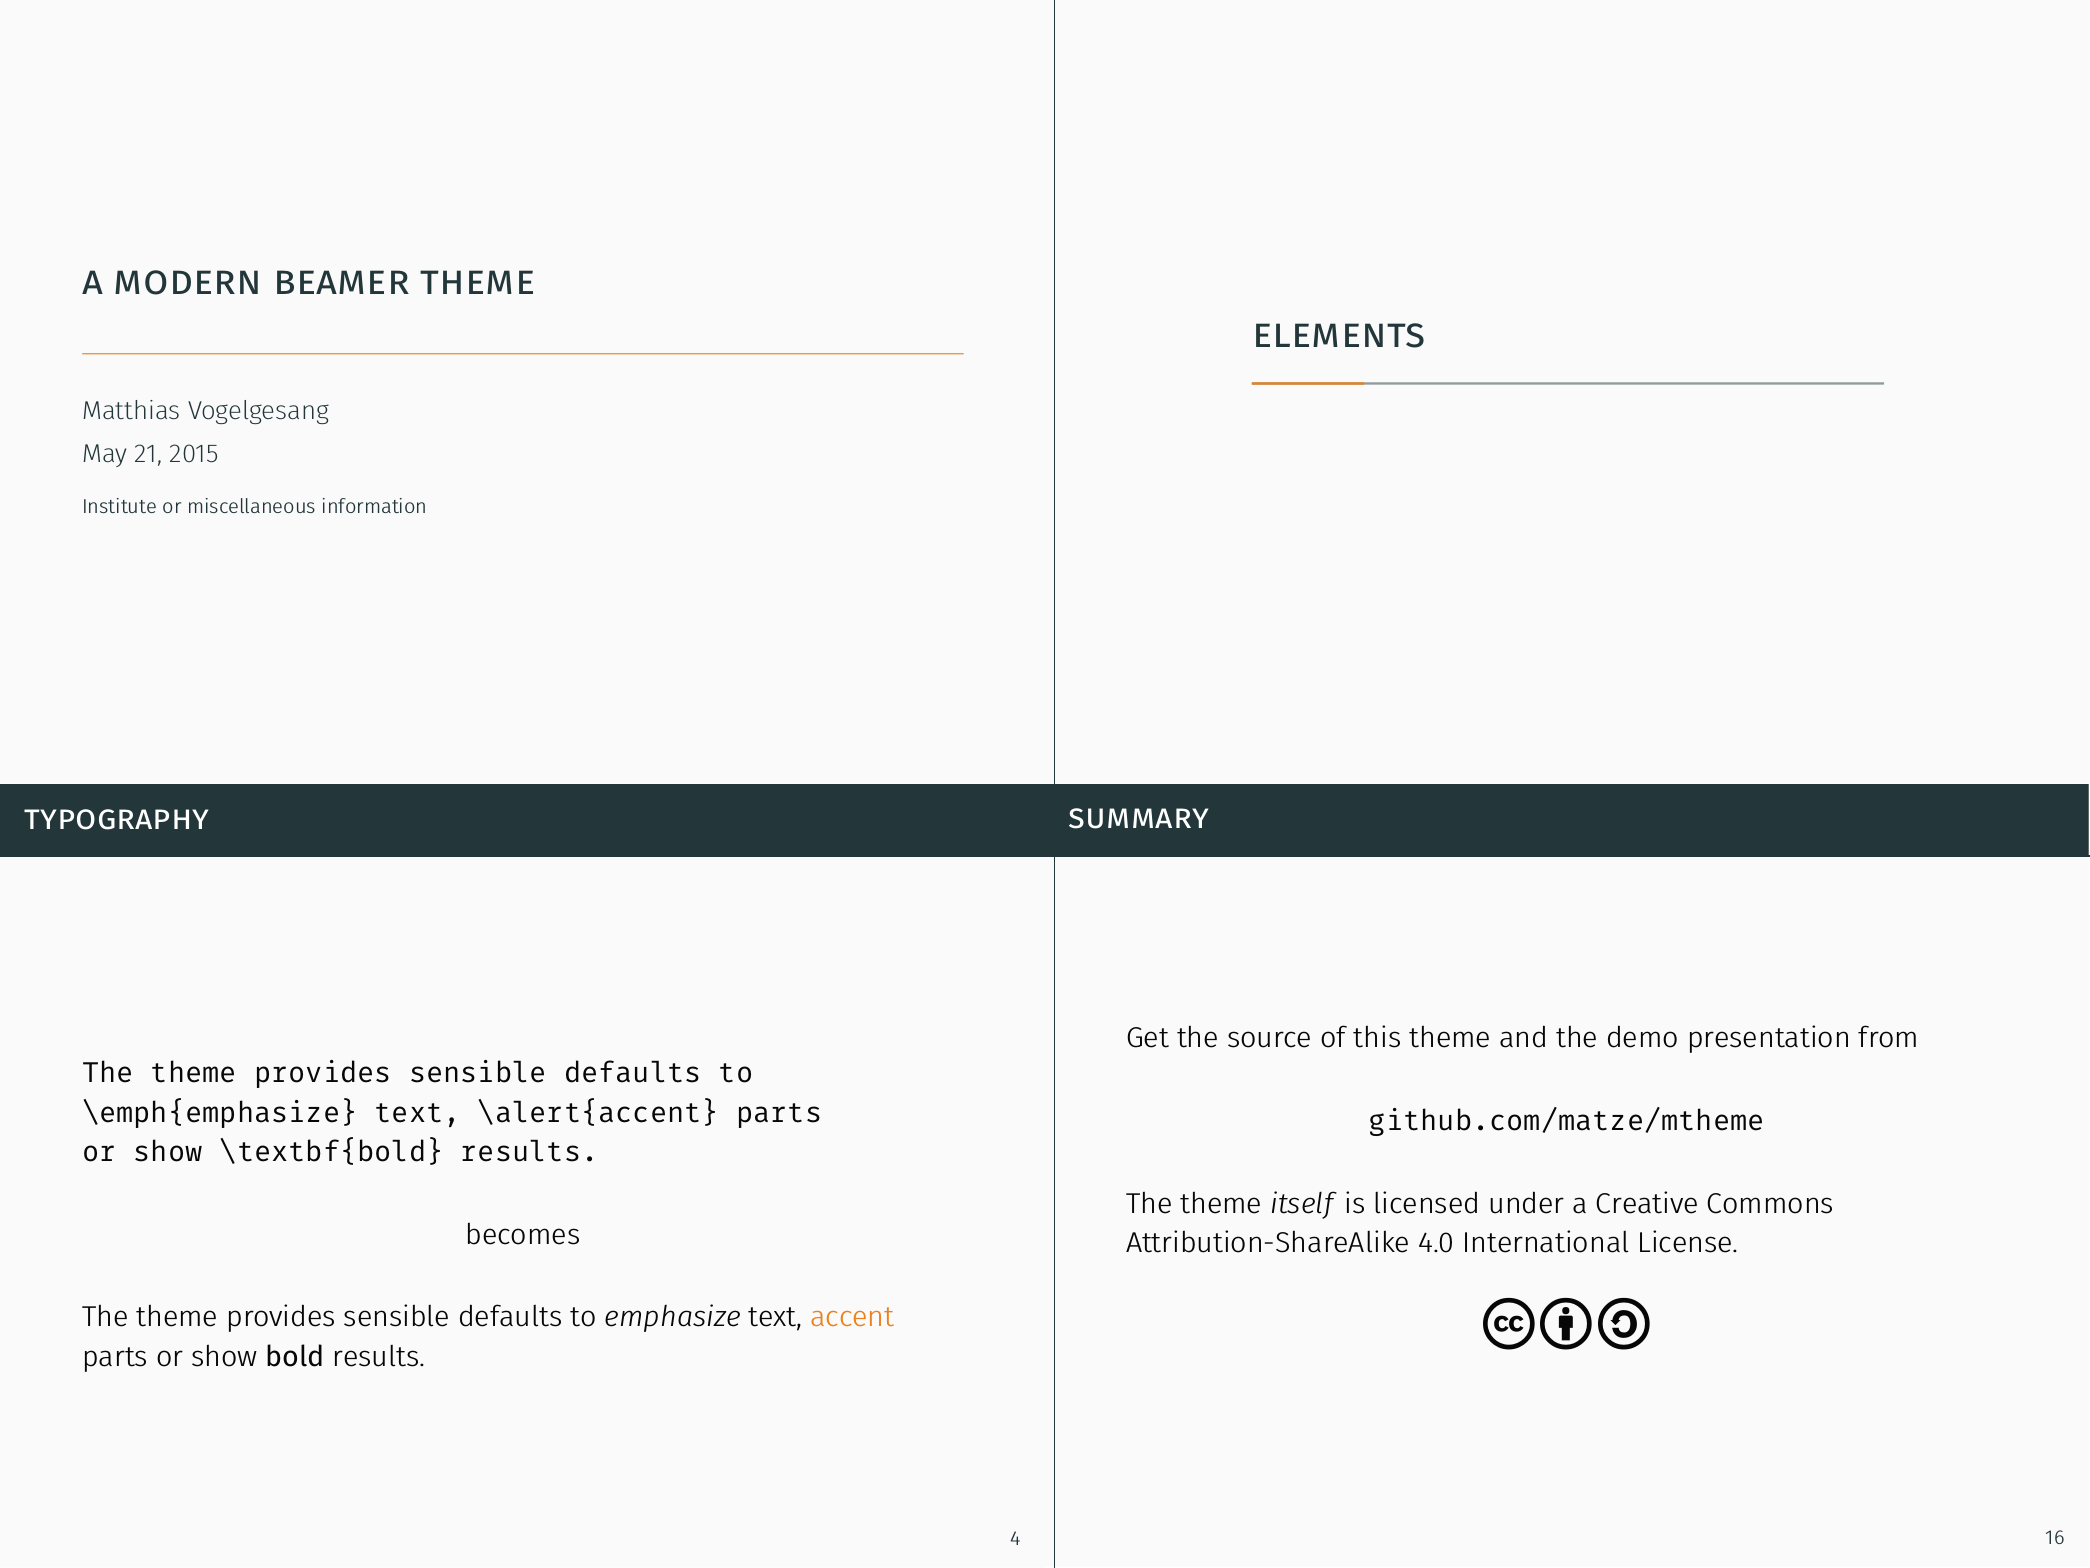 A MODERN BEAMER THEME
Matthias Vogelgesang
May 21, 2015
Institute or miscellaneous information
ELEMENTS
TYPOGRAPHY
The theme provides sensible defaults to
\emph{emphasize} text, \alert{accent} parts
or show \textbf{bold} results.
becomes
The theme provides sensible defaults to emphasize text, accent
parts or show bold results.
4
SUMMARY
Get the source of this theme and the demo presentation from
github.com/matze/mtheme
The theme itself is licensed under a Creative Commons
Attribution-ShareAlike 4.0 International License.
cc
16